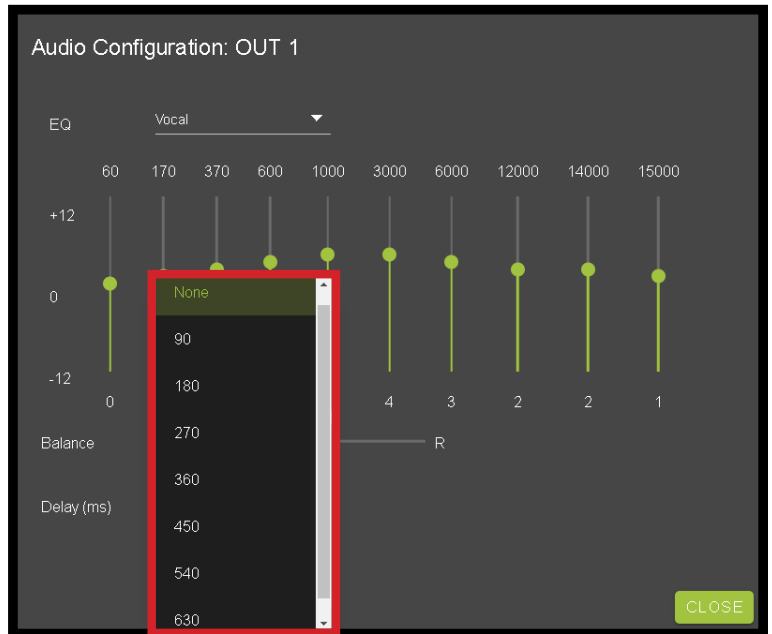 Audio Configuration: OUT 1
EQ Vocal
60 170 370 600 1000 3000 6000 12000 14000 15000
+12
0
-12
0 4 3 2 2 1
None
90
180
270
360
450
540
630
Balance R
Delay (ms)
CLOSE